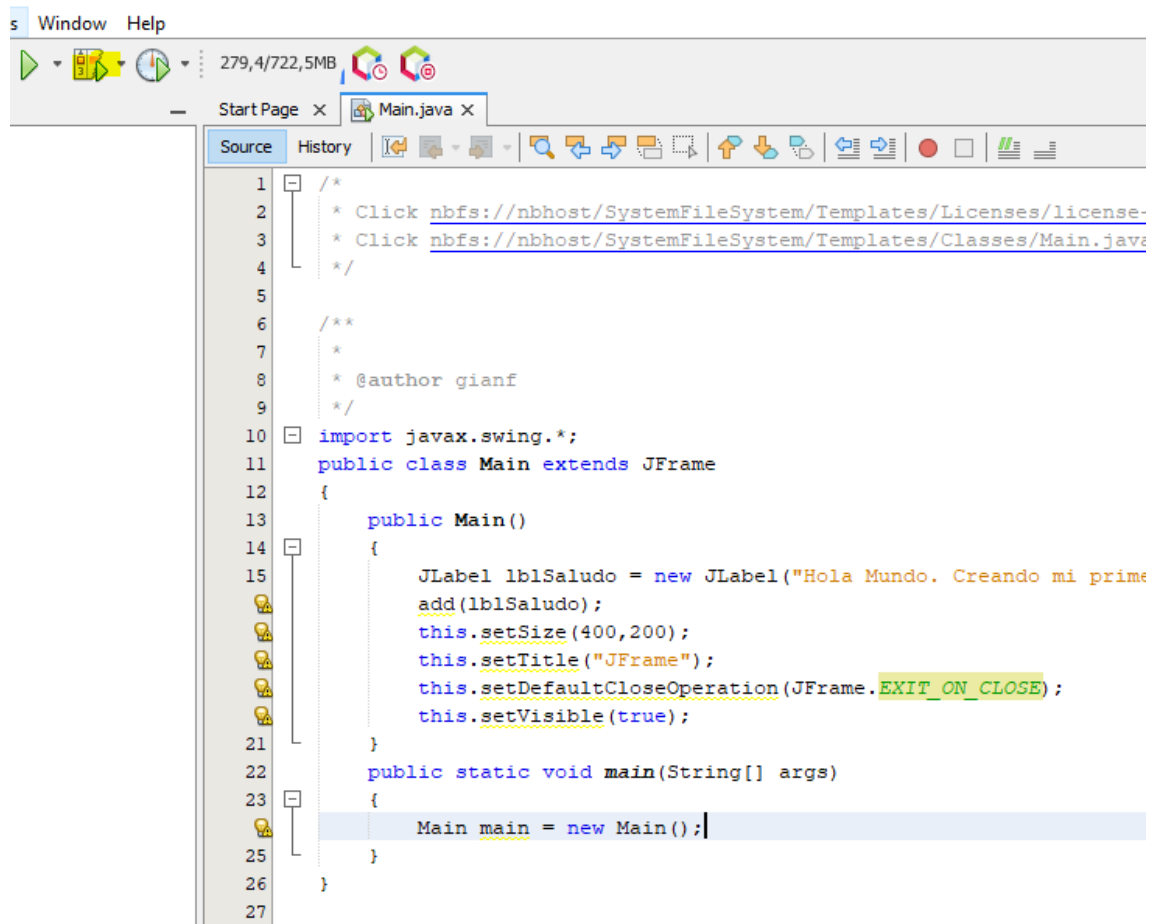 s Window Help
279,4/722,5MB
Start Page Main.java
Source History
1 /*
2 * Click nbfs://nbhost/SystemFileSystem/Templates/Licenses/license-
3 * Click nbfs://nbhost/SystemFileSystem/Templates/Classes/Main.java
4 */
5
6 /**
7 *
8 * @author gianf
9 */
10 import javax.swing.*;
11 public class Main extends JFrame
12 {
13 public Main()
14 {
15 JLabel lblSaludo = new JLabel("Hola Mundo. Creando mi prime
add(lblSaludo);
this.setSize(400,200);
this.setTitle("JFrame");
this.setDefaultCloseOperation(JFrame.EXIT_ON_CLOSE);
this.setVisible(true);
21 }
22 public static void main(String[] args)
23 {
Main main = new Main();
25 }
26 }
27